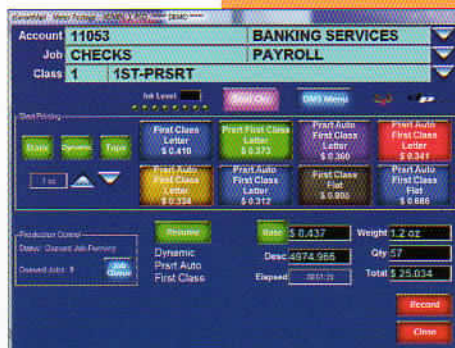 Account 11053 BANKING SERVICES
Job CHECKS PAYROLL
Class 1 1ST-PRSRT
Ink Level
DMS Menu
Start Printing
Static Dynamic Tape
1 oz
First Class Letter $ 0.410
Prsrt First Class Letter $ 0.373
Prsrt Auto First Class Letter $ 0.360
Prsrt Auto First Class Letter $ 0.341
Prsrt Auto First Class Letter $ 0.334
Prsrt Auto First Class Letter $ 0.312
First Class Flat
Prsrt Auto First Class Flat $ 0.686
Production Control
Job Queue
Resume
Dynamic
Prsrt Auto
First Class
Rate $ 0.437 Weight 1.2 oz
Desc 4974.966 Qty 57
Elapsed Total $ 25.034
Record
Close